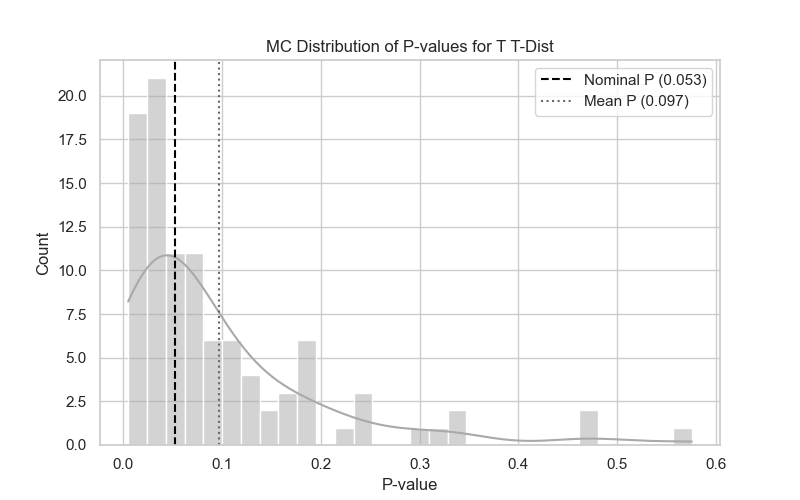 MC Distribution of P-values for T T-Dist
Nominal P (0.053)
Mean P (0.097)
20.0
17.5
15.0
12.5
10.0
7.5
5.0
2.5
0.0
Count
0.0 0.1 0.2 0.3 0.4 0.5 0.6
P-value